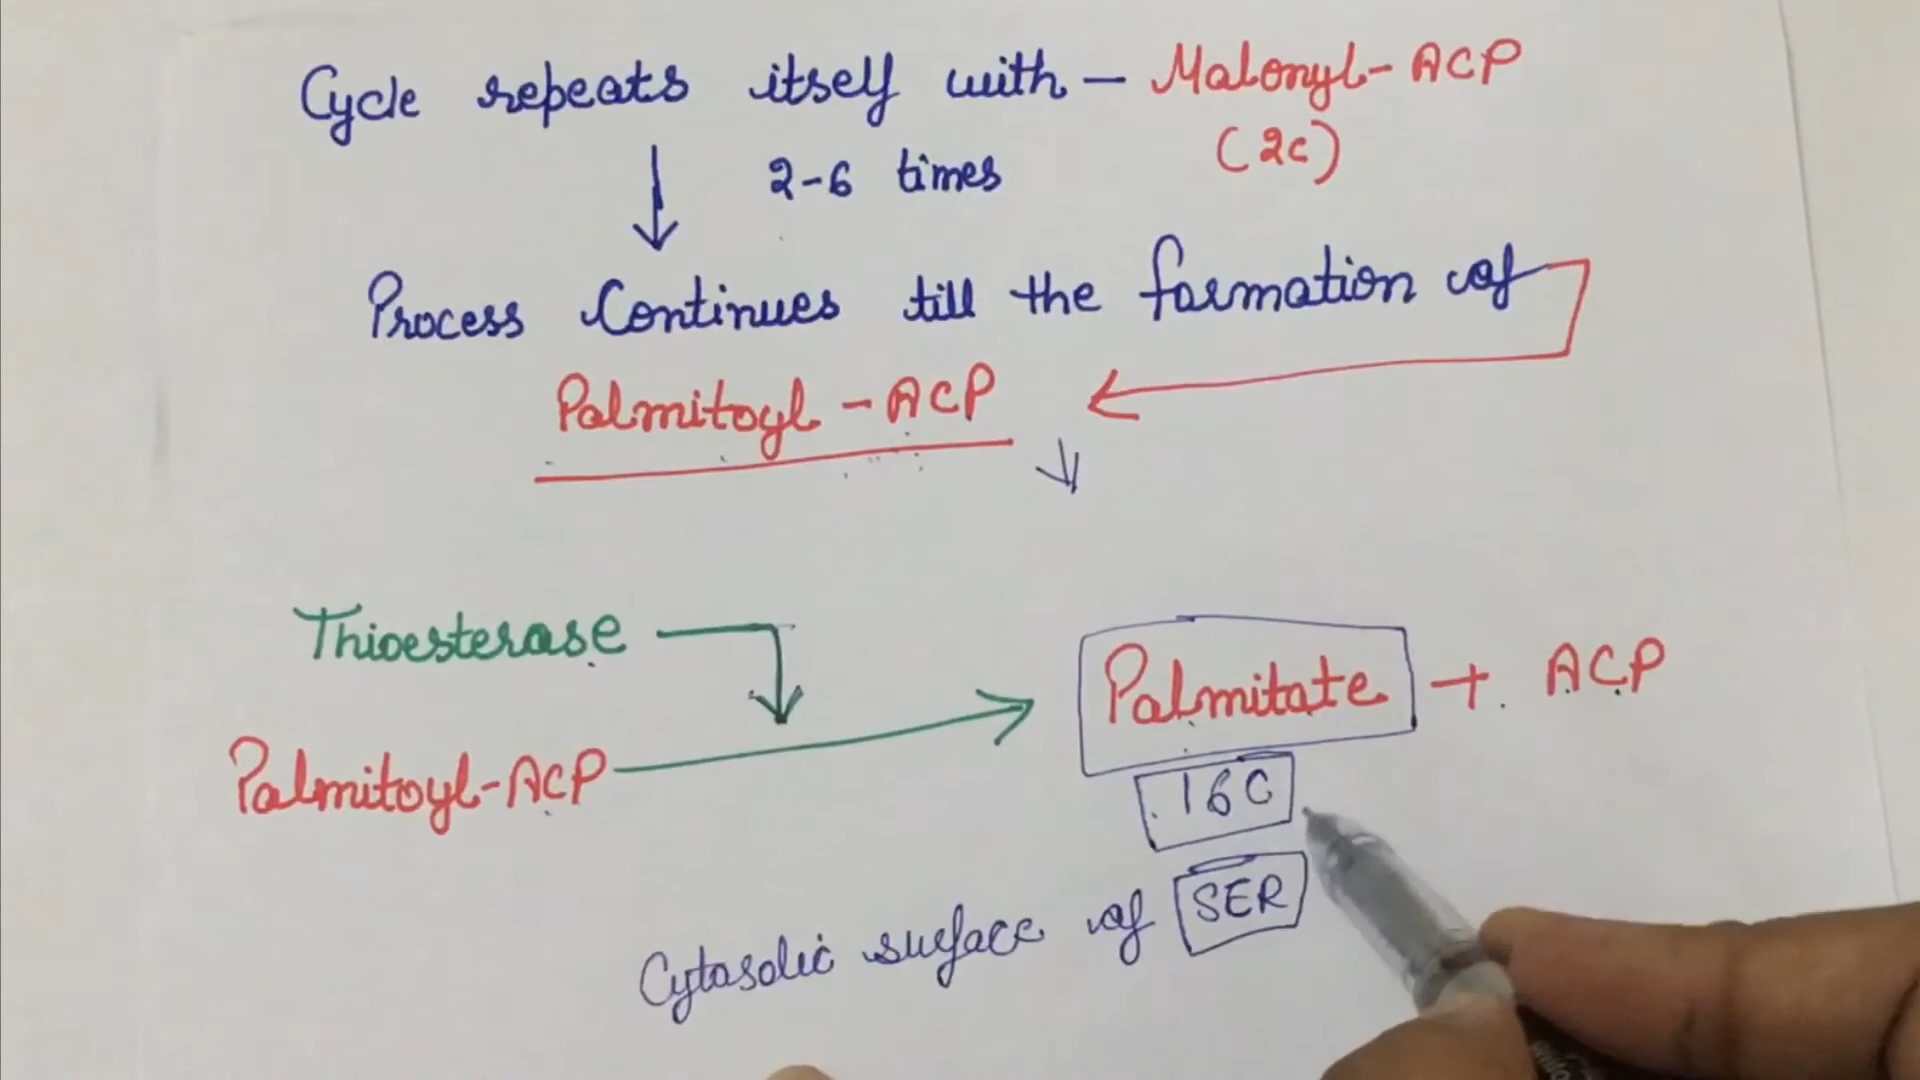 Cycle repeats itself with - Malonyl-ACP
(2C)
2-6 times
Process Continues till the formation of
Palmitoyl - ACP
Thioesterase
Palmitate + ACP
Palmitoyl-ACP
16C
Cytosolic surface of SER